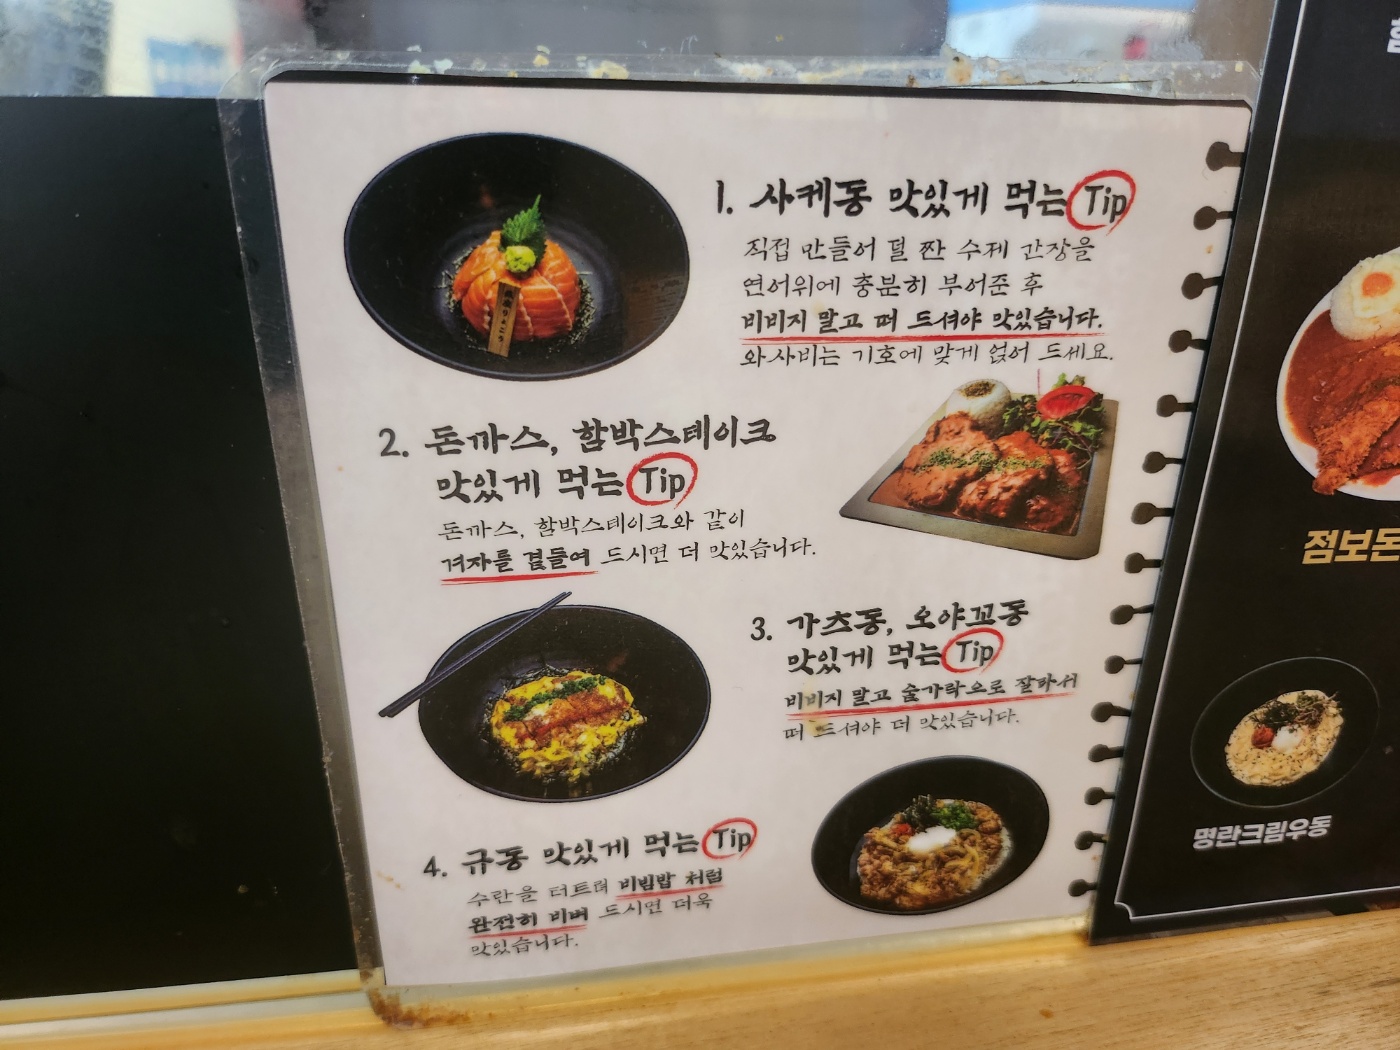 1. 사케동 맛있게 먹는 Tip
직접 만들어 덜 짠 수제 간장을
연어위에 충분히 부어준 후
비비지 말고 떠 드셔야 맛있습니다.
와사비는 기호에 맞게 얹어 드세요.
2. 돈까스, 함박스테이크
맛있게 먹는 Tip
돈까스, 함박스테이크와 같이
겨자를 곁들여 드시면 더 맛있습니다.
3. 가츠동, 오야꼬동
맛있게 먹는 Tip
비비지 말고 숟가락으로 잘라서
떠 드셔야 더 맛있습니다.
4. 규동 맛있게 먹는 Tip
수란을 터트려 비빔밥 처럼
완전히 비벼 드시면 더욱
맛있습니다.
점보돈
명란크림우동